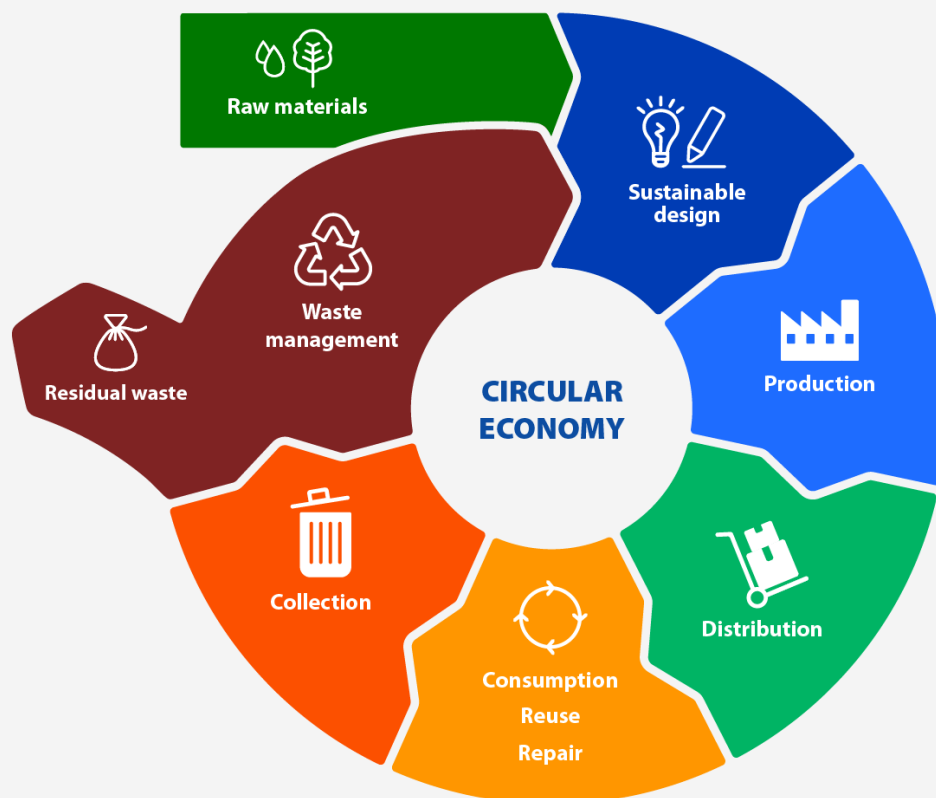 Raw materials
Sustainable
design
Production
Distribution
Consumption
Reuse
Repair
Collection
Waste
management
Residual waste
CIRCULAR
ECONOMY